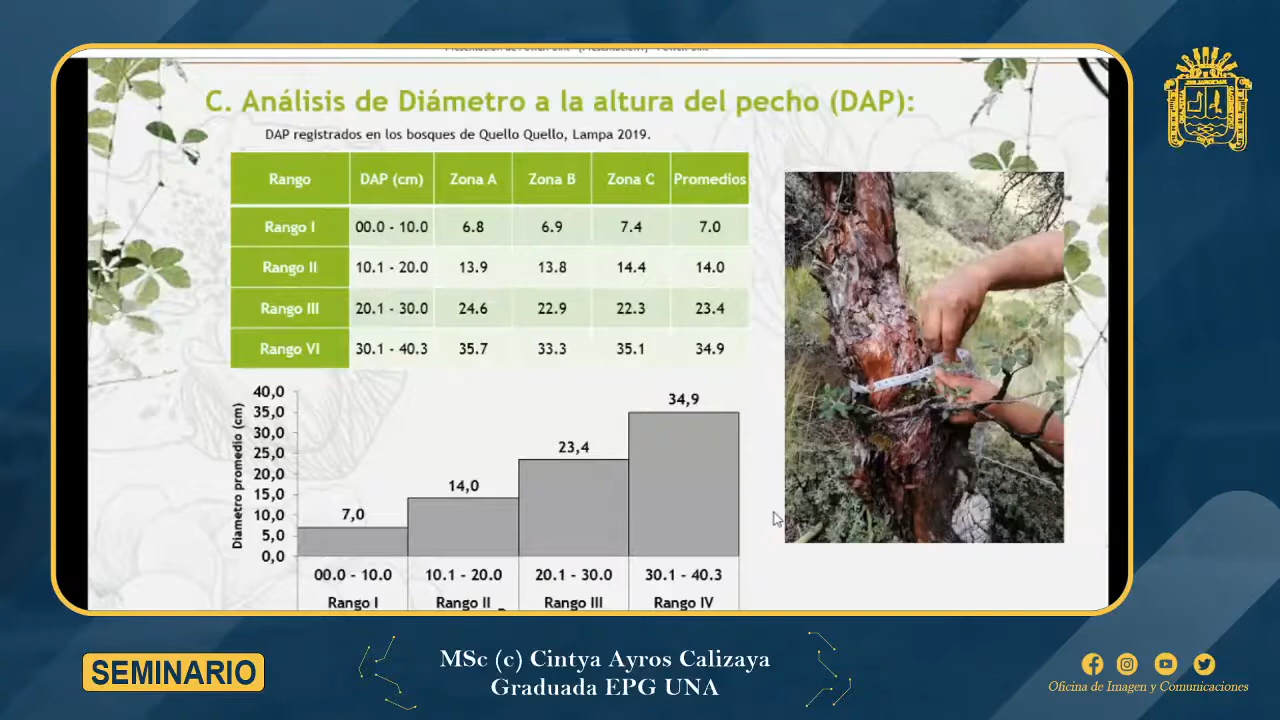 C. Análisis de Diámetro a la altura del pecho (DAP):
DAP registrados en los bosques de Quello Quello, Lampa 2019.
Rango DAP (cm) Zona A Zona B Zona C Promedios
Rango I 00.0 - 10.0 6.8 6.9 7.4 7.0
Rango II 10.1 - 20.0 13.9 13.8 14.4 14.0
Rango III 20.1 - 30.0 24.6 22.9 22.3 23.4
Rango VI 30.1 - 40.3 35.7 33.3 35.1 34.9
Diametro promedio (cm)
40,0
35,0
30,0
25,0
20,0
15,0
10,0
5,0
0,0
7,0
14,0
23,4
34,9
00.0 - 10.0 10.1 - 20.0 20.1 - 30.0 30.1 - 40.3
Rango I Rango II Rango III Rango IV
SEMINARIO
MSc (c) Cintya Ayros Calizaya
Graduada EPG UNA
Oficina de Imagen y Comunicaciones